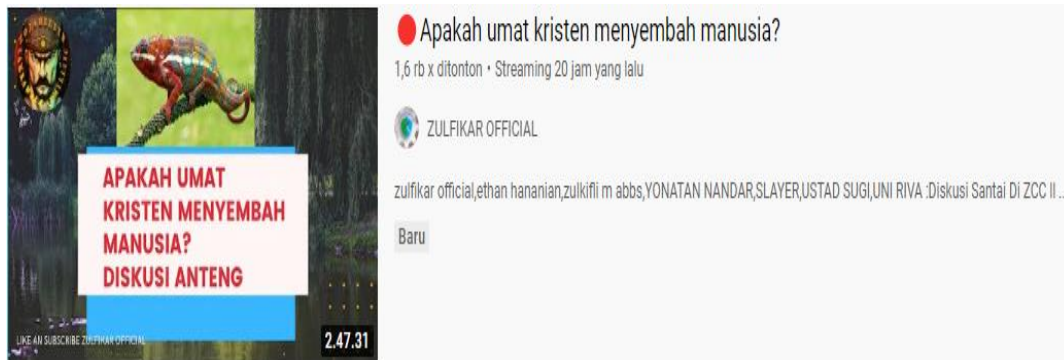 APAKAH UMAT
KRISTEN MENYEMBAH
MANUSIA?
DISKUSI ANTENG
LIKE AN SUBSCRIBE ZULFIKAR OFFICIAL
2.47.31
Apakah umat kristen menyembah manusia?
1,6 rb x ditonton • Streaming 20 jam yang lalu
ZULFIKAR OFFICIAL
zulfikar official,ethan hananian,zulkifli m abbs,YONATAN NANDAR,SLAYER,USTAD SUGI,UNI RIVA :Diskusi Santai Di ZCC II ...
Baru